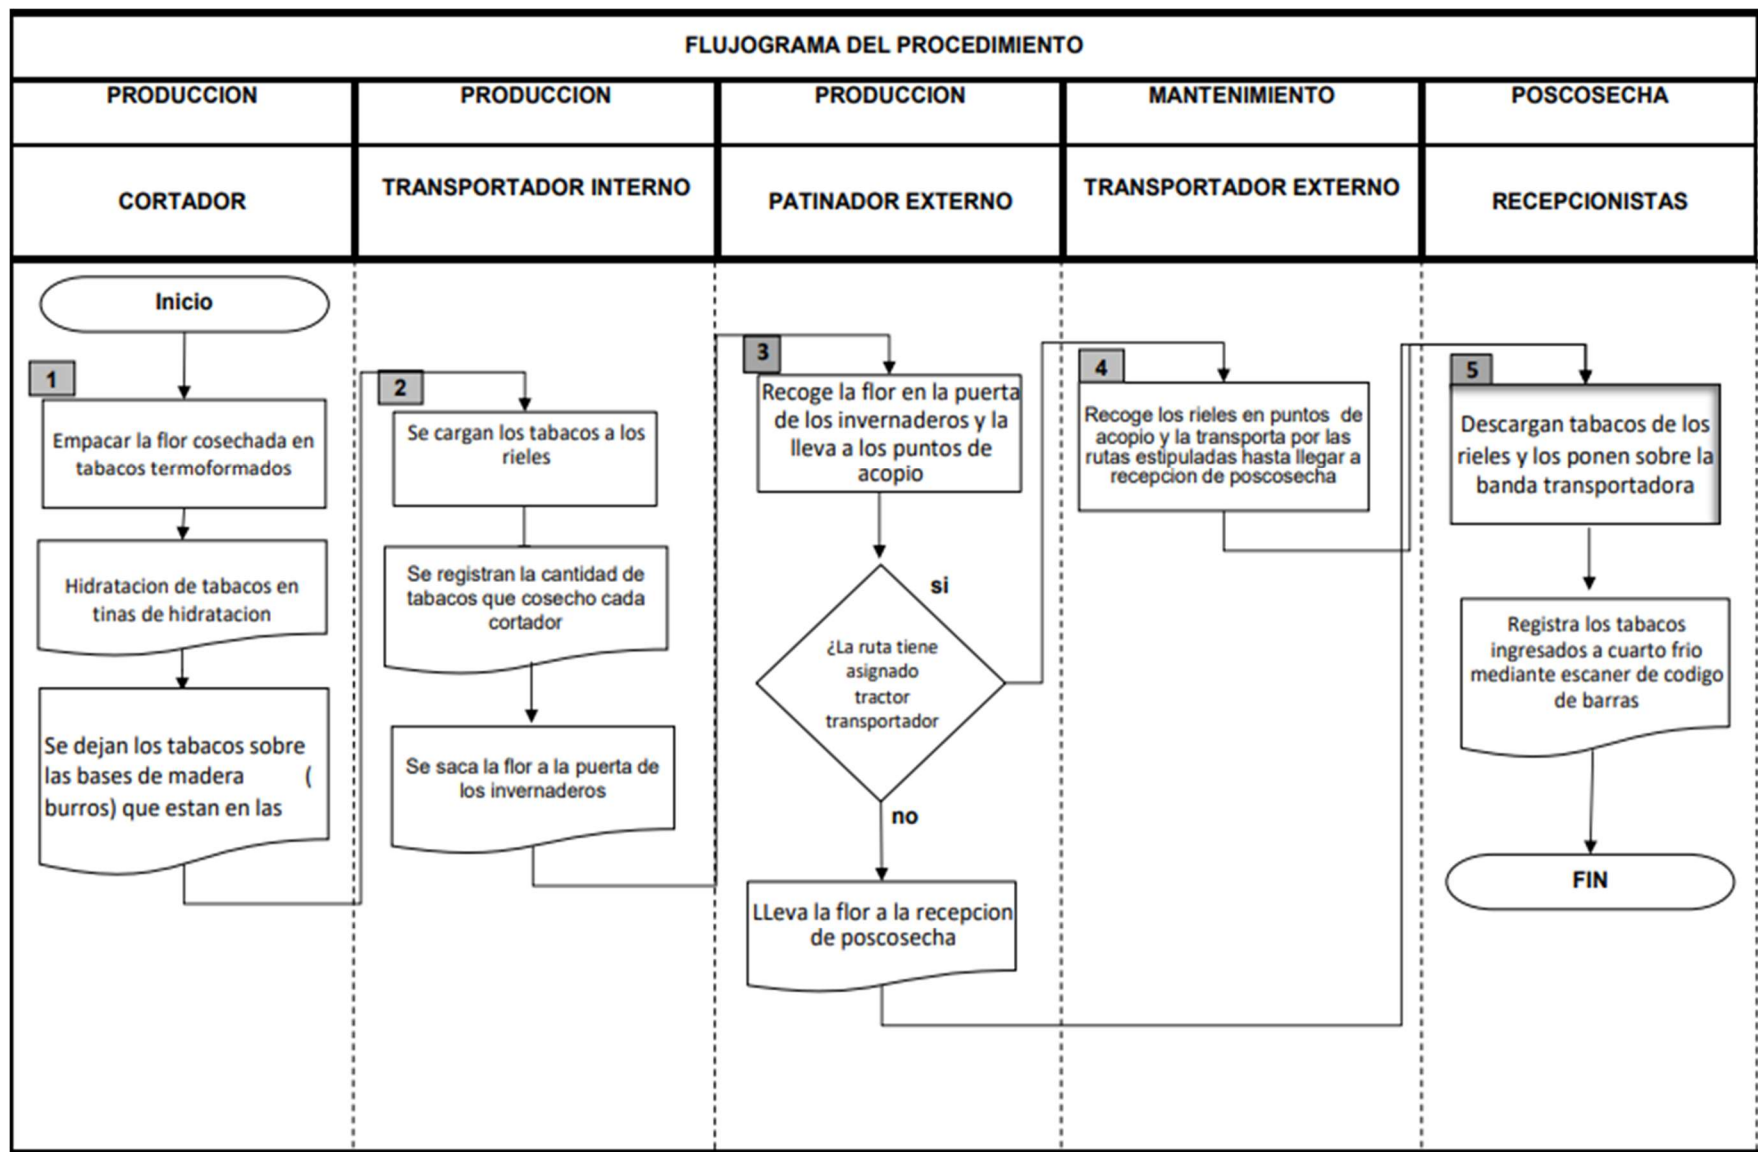 FLUJOGRAMA DEL PROCEDIMIENTO
PRODUCCION
PRODUCCION
PRODUCCION
MANTENIMIENTO
POSCOSECHA
CORTADOR
TRANSPORTADOR INTERNO
PATINADOR EXTERNO
TRANSPORTADOR EXTERNO
RECEPCIONISTAS
Inicio
1
Empacar la flor cosechada en
tabacos termoformados
Hidratacion de tabacos en
tinas de hidratacion
Se dejan los tabacos sobre
las bases de madera (
burros) que estan en las
2
Se cargan los tabacos a los
rieles
Se registran la cantidad de
tabacos que cosecho cada
cortador
Se saca la flor a la puerta de
los invernaderos
3
Recoge la flor en la puerta
de los invernaderos y la
lleva a los puntos de
acopio
si
¿La ruta tiene
asignado
tractor
transportador
no
LLeva la flor a la recepcion
de poscosecha
4
Recoge los rieles en puntos de
acopio y la transporta por las
rutas estipuladas hasta llegar a
recepcion de poscosecha
5
Descargan tabacos de los
rieles y los ponen sobre la
banda transportadora
Registra los tabacos
ingresados a cuarto frio
mediante escaner de codigo
de barras
FIN